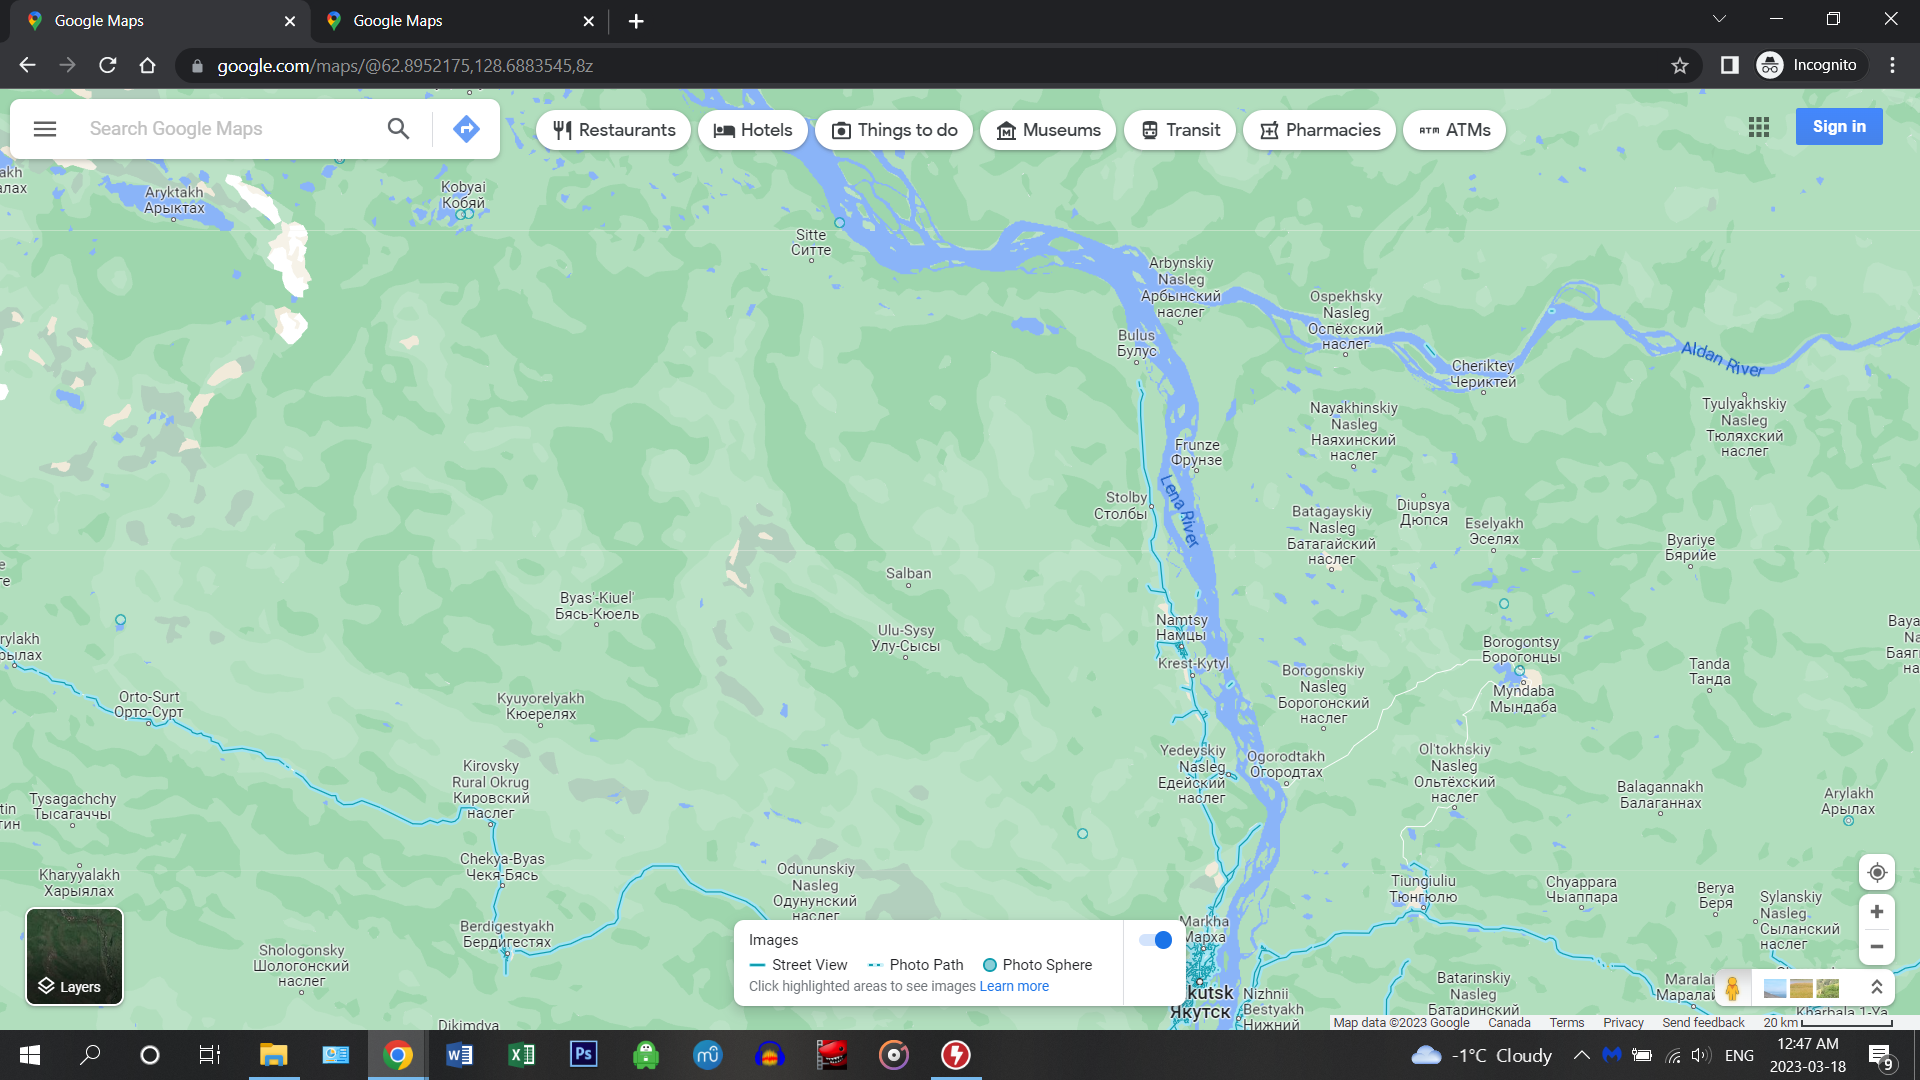 Google Maps
Google Maps
google.com/maps/@62.8952175,128.6883545,8z
Incognito
Search Google Maps
Restaurants
Hotels
Things to do
Museums
Transit
Pharmacies
ATMs
Sign in
akh
алах
Aryktakh
Арыктах
Kobyai
Кобяй
Sitte
Ситте
Arbynskiy
Nasleg
Арбынский
наслег
Ospekhsky
Nasleg
Оспёхский
наслег
Bulus
Булус
Aldan River
Cheriktey
Чериктей
Tyulyakhskiy
Nasleg
Тюляхский
наслег
Nayakhinskiy
Nasleg
Наяхинский
наслег
Frunze
Фрунзе
Lena River
Stolby
Столбы
Batagayskiy
Nasleg
Батагайский
наслег
Diupsya
Дюпся
Eselyakh
Эселях
Byariye
Бярийе
Salban
Byas'-Kiuel'
Бясь-Кюель
Ulu-Sysy
Улу-Сысы
Namtsy
Намцы
Krest-Kytyl
Borogonskiy
Nasleg
Борогонский
наслег
Borogontsy
Борогонцы
Myndaba
Мындаба
Tanda
Танда
Baya
Баяг
на
rylakh
рылах
Orto-Surt
Орто-Сурт
Kyuyorelyakh
Кюерелях
Kirovsky
Rural Okrug
Кировский
наслег
Yedeyskiy
Nasleg
Едейский
наслег
Ogorodtakh
Огородтах
Ol'tokhskiy
Nasleg
Ольтёхский
наслег
Balagannakh
Балаганнах
Arylakh
Арылах
tin
тин
Tysagachchy
Тысагаччы
Kharyyalakh
Харыялах
Chekya-Byas
Чекя-Бясь
Odununskiy
Nasleg
Одунунский
наслег
Tiungiuliu
Тюнгюлю
Chyappara
Чыаппара
Berya
Беря
Sylanskiy
Nasleg
Сыланский
наслег
Berdigestyakh
Бердигестях
Shologonsky
Шологонский
наслег
Markha
Марха
kutsk
Якутск
Nizhnii
Bestyakh
Нижний
Batarinskiy
Nasleg
Батаринский
Maralai
Маралай
Kharbala 1-Ya
Dikimdya
Layers
Images
Street View
Photo Path
Photo Sphere
Click highlighted areas to see images Learn more
Map data ©2023 Google
Canada
Terms
Privacy
Send feedback
20 km
-1°C Cloudy
ENG
12:47 AM
2023-03-18
9